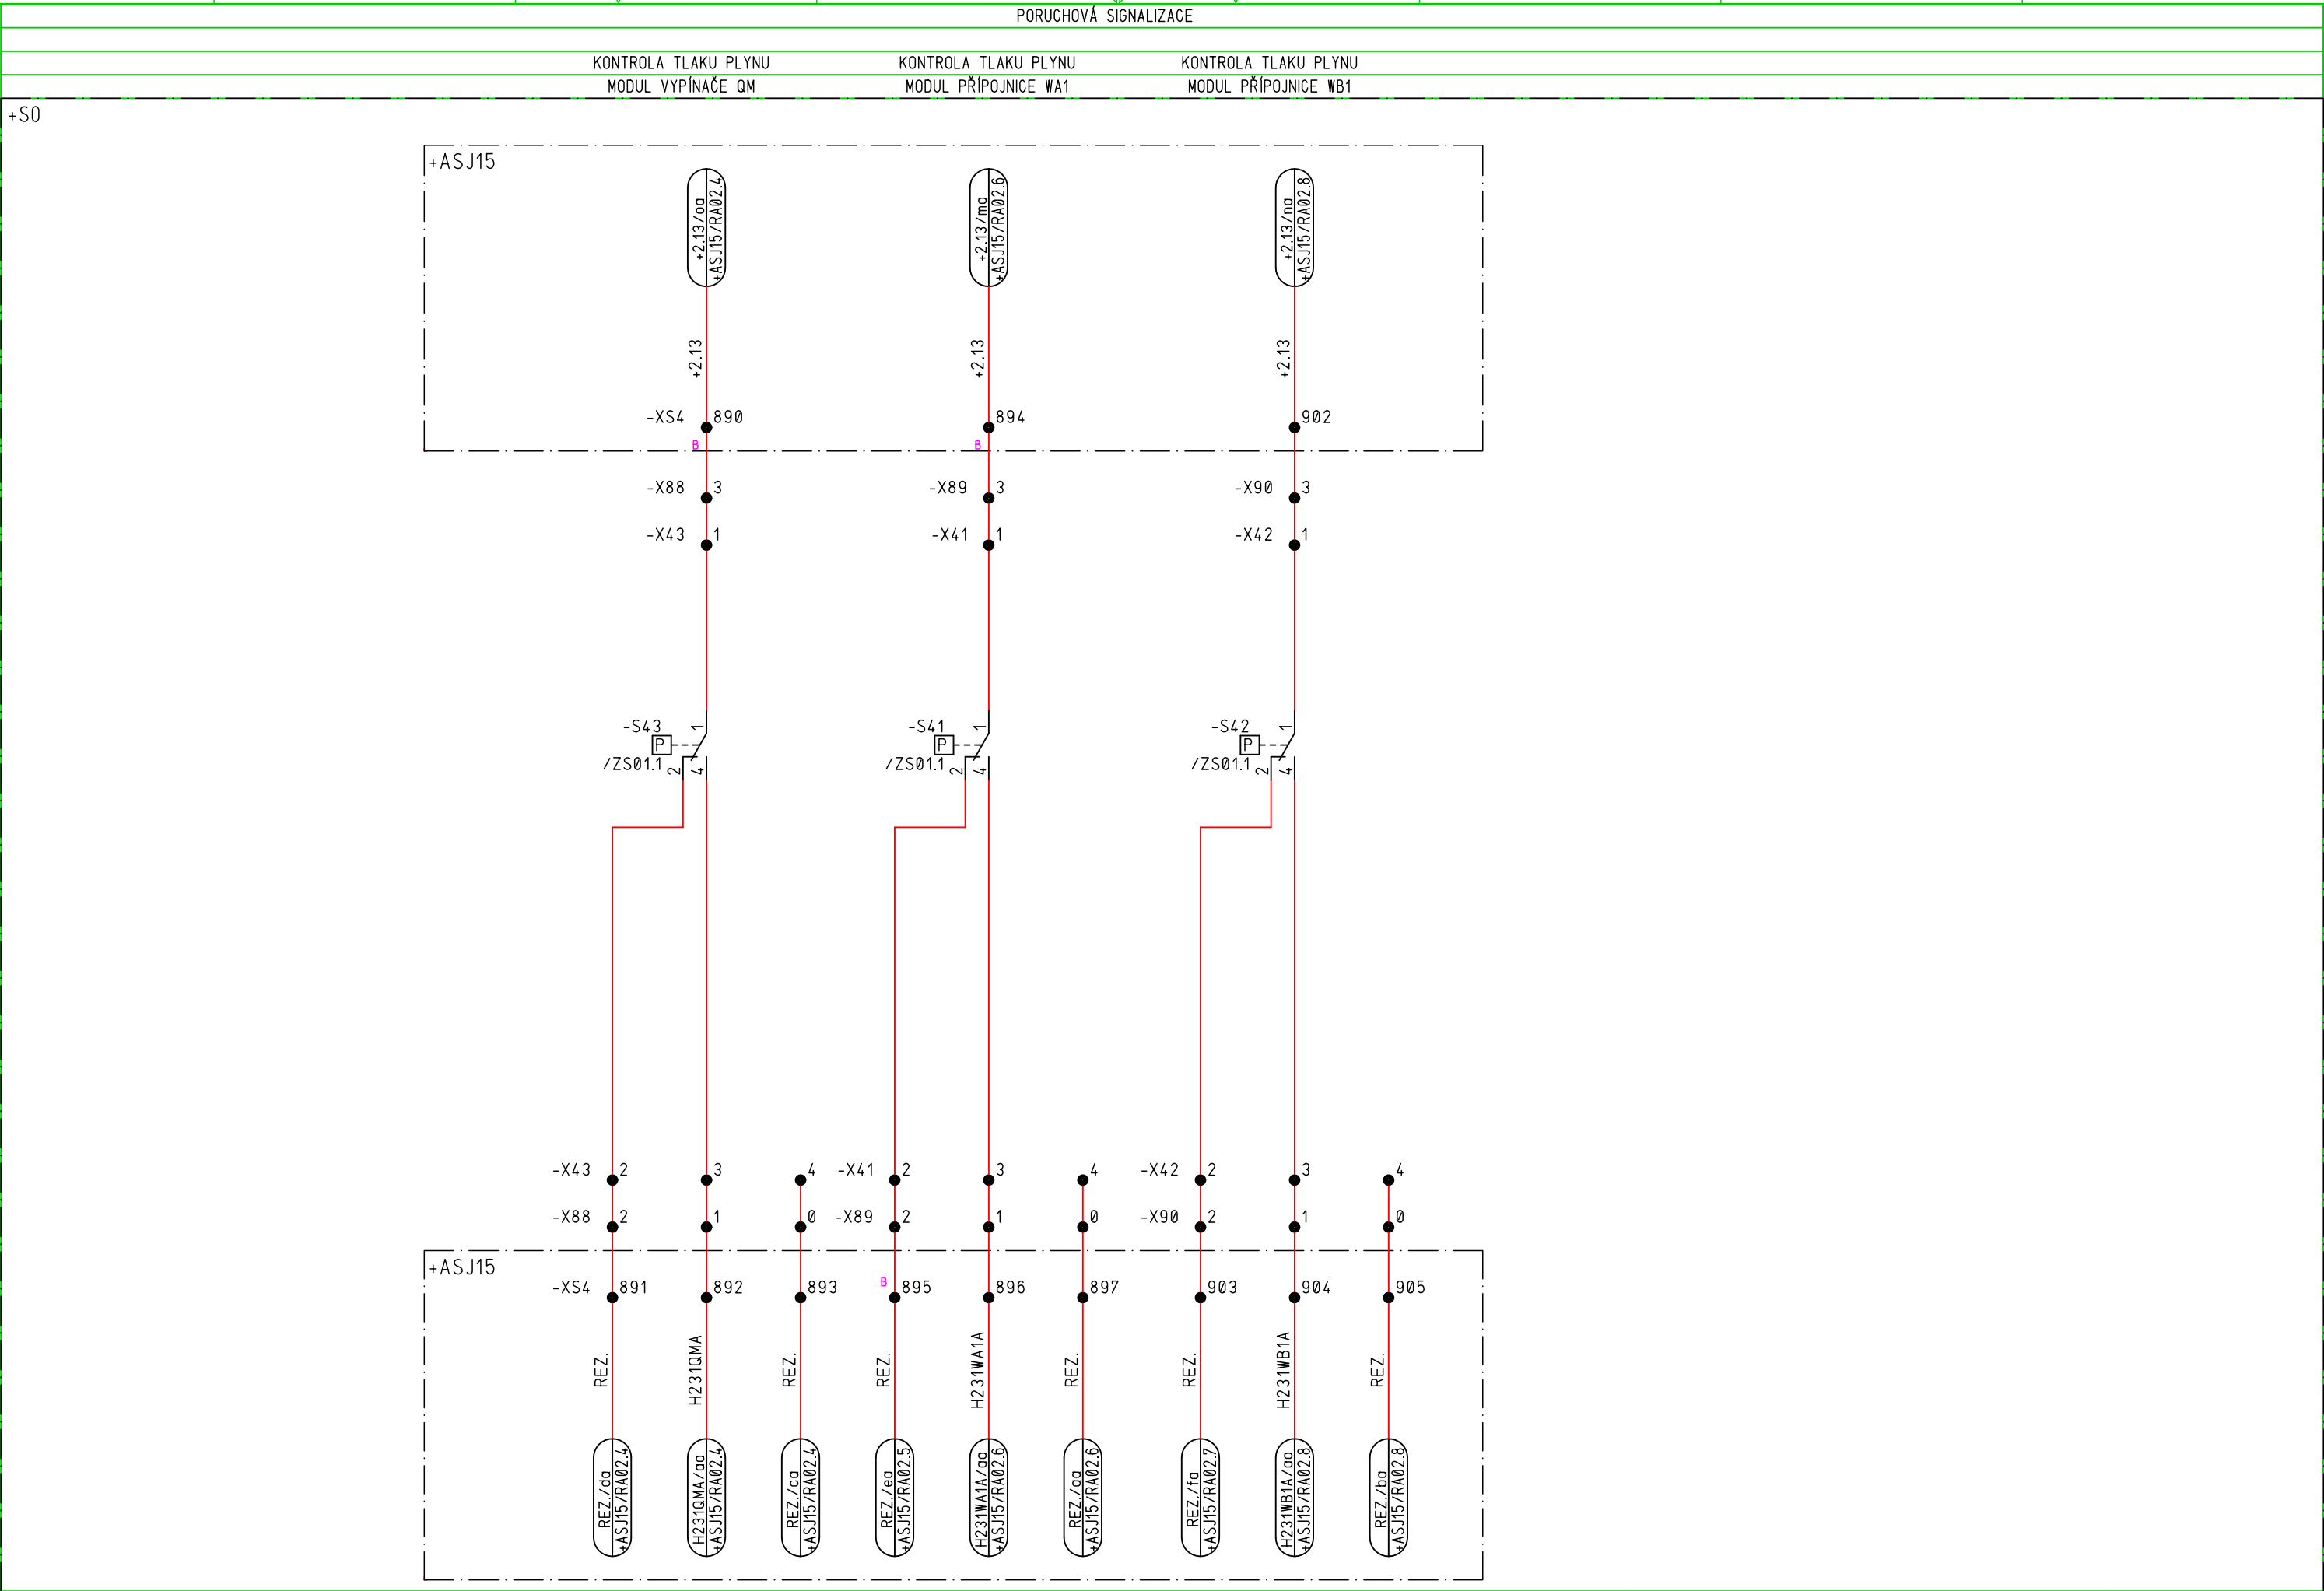 PORUCHOVÁ SIGNALIZACE
KONTROLA TLAKU PLYNU KONTROLA TLAKU PLYNU KONTROLA TLAKU PLYNU
MODUL VYPÍNAČE QM MODUL PŘÍPOJNICE WA1 MODUL PŘÍPOJNICE WB1
+S0
+ASJ15
+2.13/oa +2.13/ma +2.13/na
+ASJ15/RA02.4 +ASJ15/RA02.6 +ASJ15/RA02.8
+2.13 +2.13 +2.13
-XS4 890 894 902
B B
-X88 3 -X89 3 -X90 3
-X43 1 -X41 1 -X42 1
-S43 1 -S41 1 -S42 1
P P P
/ZS01.1 2 4 /ZS01.1 2 4 /ZS01.1 2 4
-X43 2 3 4 -X41 2 3 4 -X42 2 3 4
-X88 2 1 0 -X89 2 1 0 -X90 2 1 0
+ASJ15
-XS4 891 892 893 B 895 896 897 903 904 905
REZ. H231QMA REZ. REZ. H231WA1A REZ. REZ. H231WB1A REZ.
REZ./da H231QMA/aa REZ./ca REZ./ea H231WA1A/aa REZ./aa REZ./fa H231WB1A/aa REZ./ba
+ASJ15/RA02.4 +ASJ15/RA02.4 +ASJ15/RA02.4 +ASJ15/RA02.5 +ASJ15/RA02.6 +ASJ15/RA02.6 +ASJ15/RA02.7 +ASJ15/RA02.8 +ASJ15/RA02.8